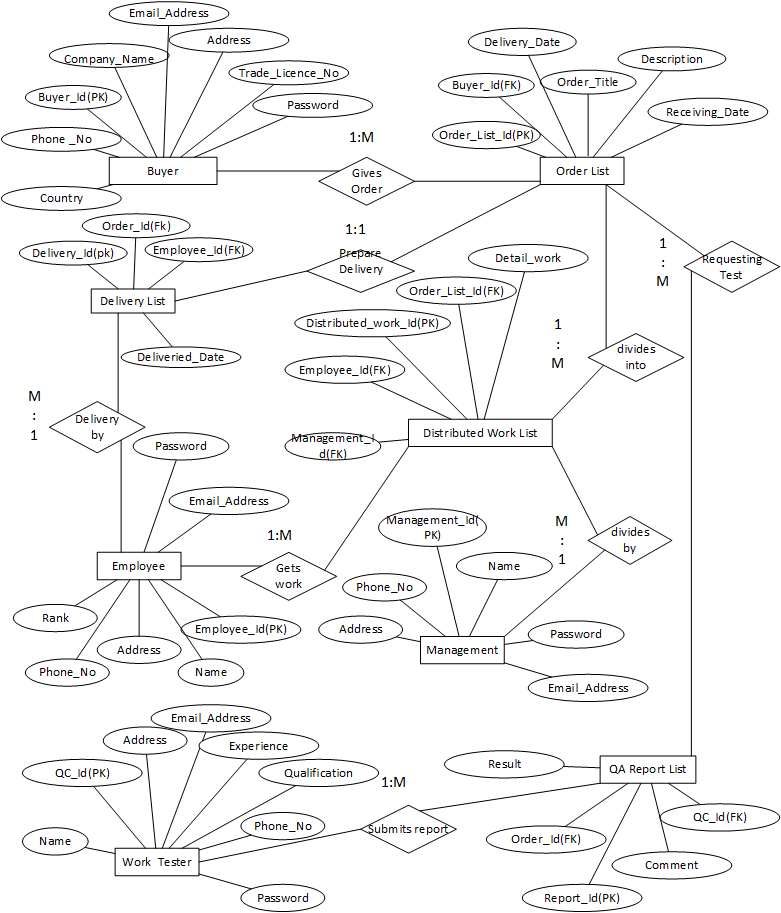 Email_Address
Address
Company_Name
Trade_Licence_No
Buyer_Id(PK)
Password
Phone _No
Buyer
Country
1:M
Gives
Order
Delivery_Date
Description
Buyer_Id(FK)
Order_Title
Receiving_Date
Order_List_Id(PK)
Order List
Order_Id(Fk)
Delivery_Id(pk)
Employee_Id(FK)
Delivery List
Deliveried_Date
1:1
Prepare
Delivery
1
:
M
Requesting
Test
Detail_work
Order_List_Id(FK)
Distributed_work_Id(PK)
Employee_Id(FK)
Management_I
d(FK)
Distributed Work List
1
:
M
divides
into
M
:
1
Delivery
by
Password
Email_Address
Employee
Rank
Employee_Id(PK)
Address
Phone_No
Name
1:M
Gets
work
M
:
1
divides
by
Management_Id(
PK)
Name
Phone_No
Address
Management
Password
Email_Address
Email_Address
Address
Experience
QC_Id(PK)
Qualification
Phone_No
Name
Work  Tester
Password
1:M
Submits report
Result
QA Report List
QC_Id(FK)
Order_Id(FK)
Comment
Report_Id(PK)